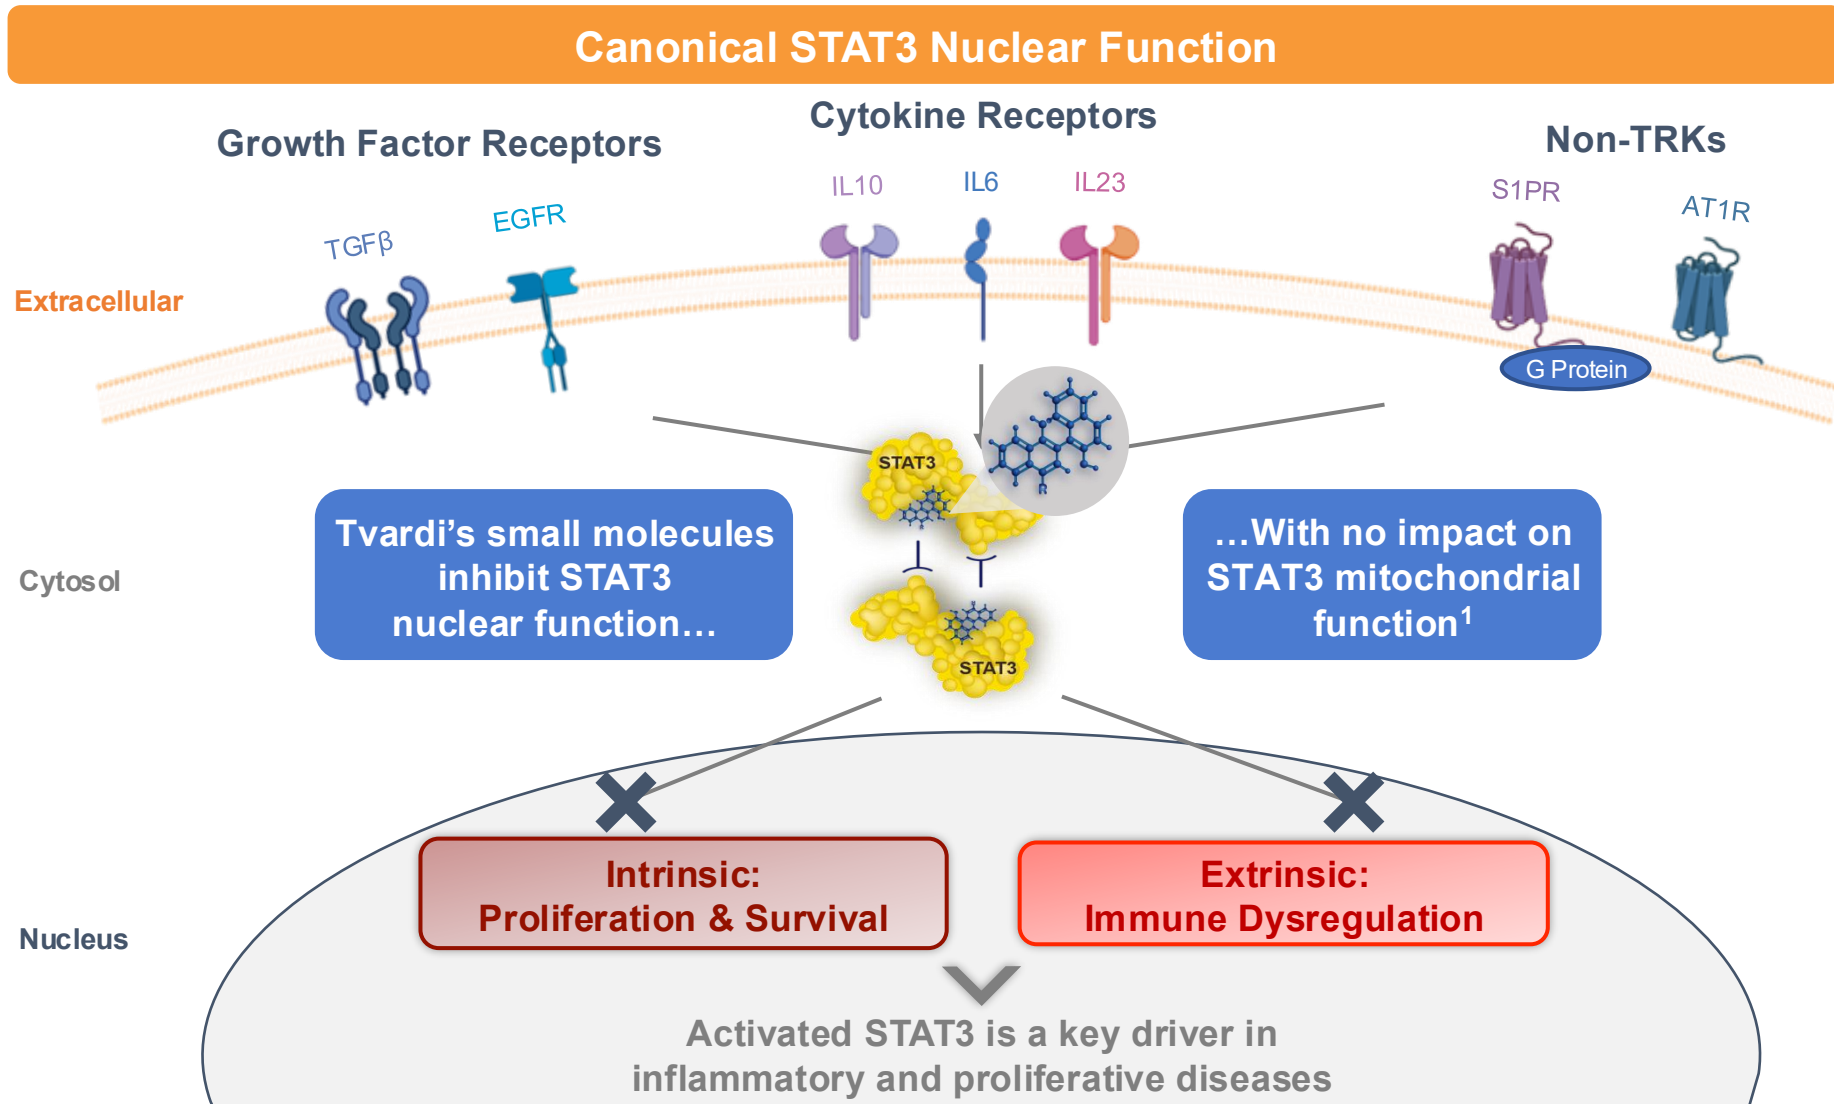 Canonical STAT3 Nuclear Function
Growth Factor Receptors
Cytokine Receptors
Non-TRKs
TGFβ
EGFR
IL10
IL6
IL23
S1PR
AT1R
Extracellular
G Protein
STAT3
R
Tvardi’s small molecules
inhibit STAT3
nuclear function…
…With no impact on
STAT3 mitochondrial
function¹
Cytosol
STAT3
Intrinsic:
Proliferation & Survival
Extrinsic:
Immune Dysregulation
Nucleus
Activated STAT3 is a key driver in
inflammatory and proliferative diseases